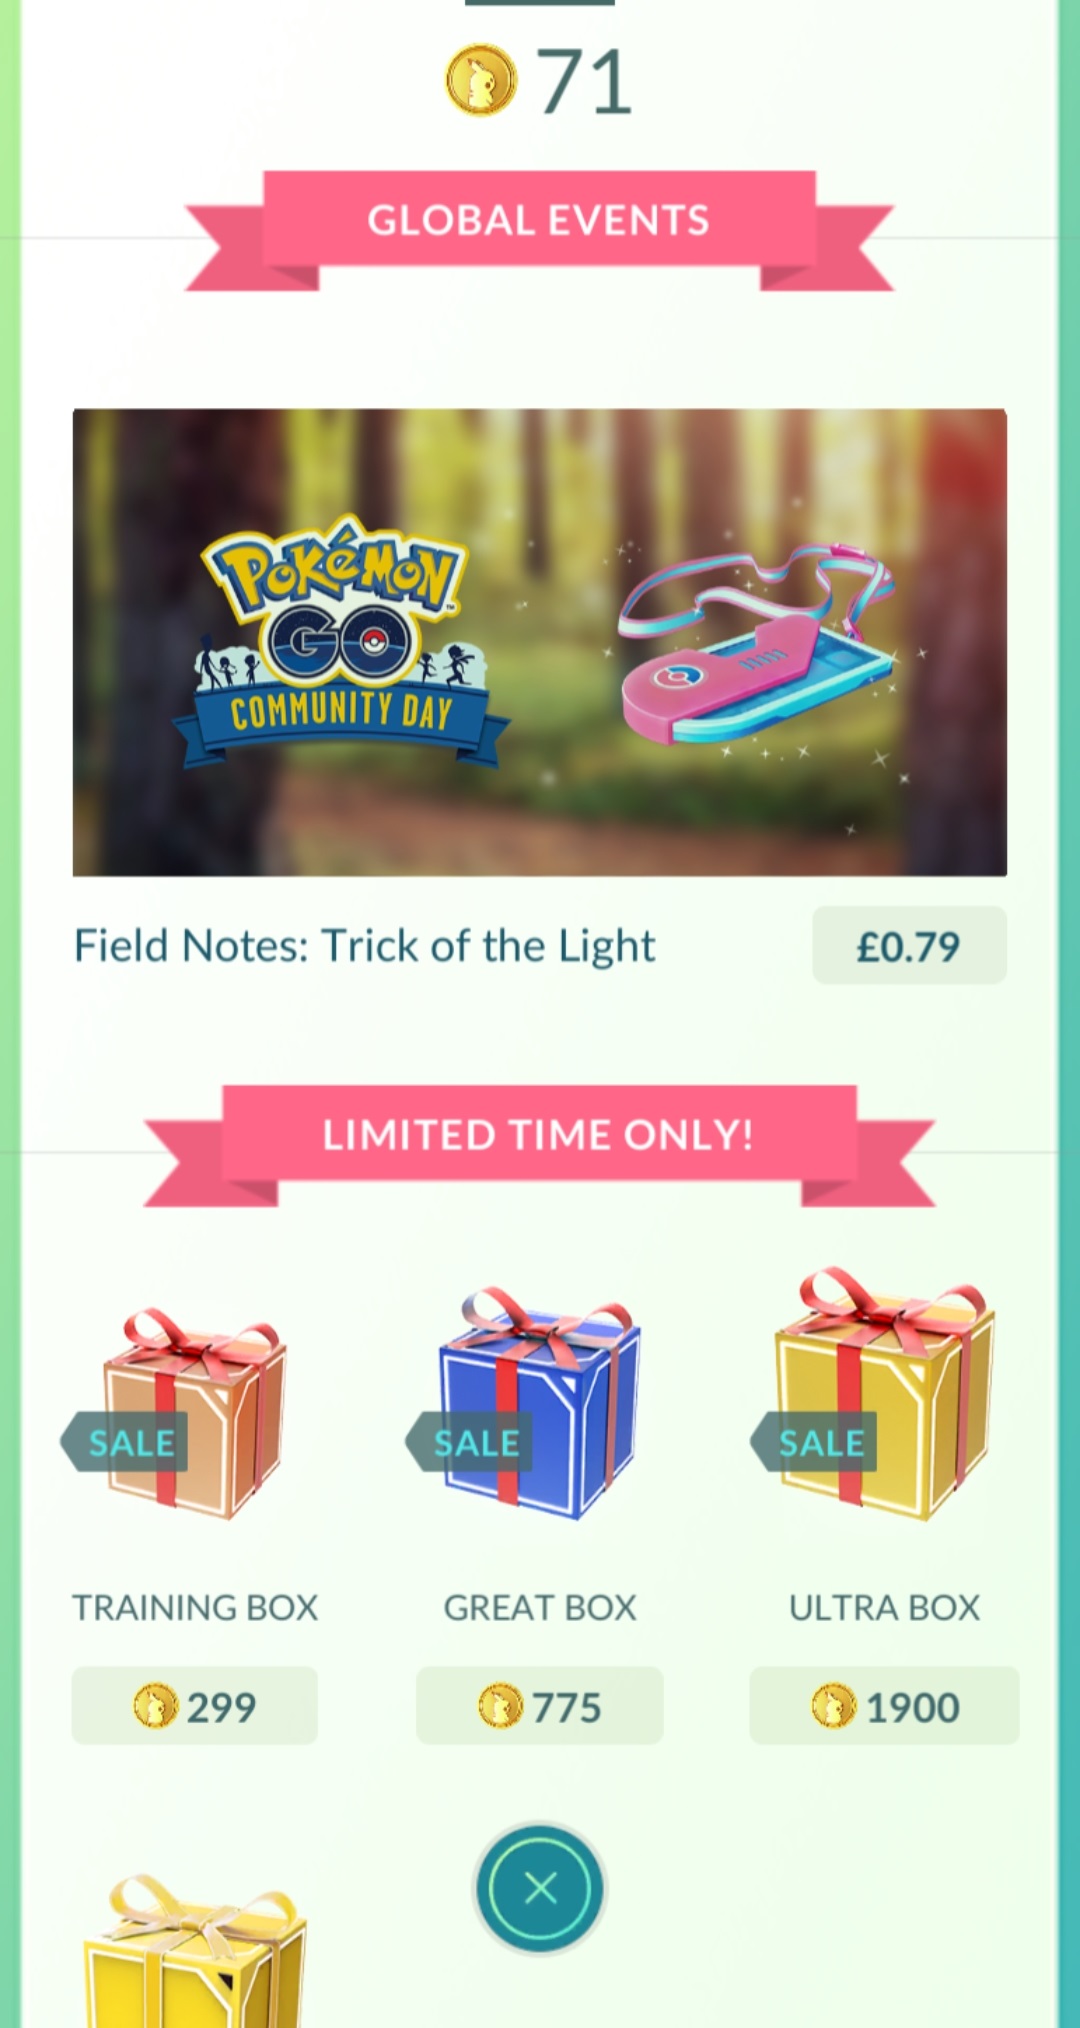 71
GLOBAL EVENTS
POKéMON
GO
COMMUNITY DAY
Field Notes: Trick of the Light
£0.79
LIMITED TIME ONLY!
SALE SALE SALE
TRAINING BOX GREAT BOX ULTRA BOX
299 775 1900